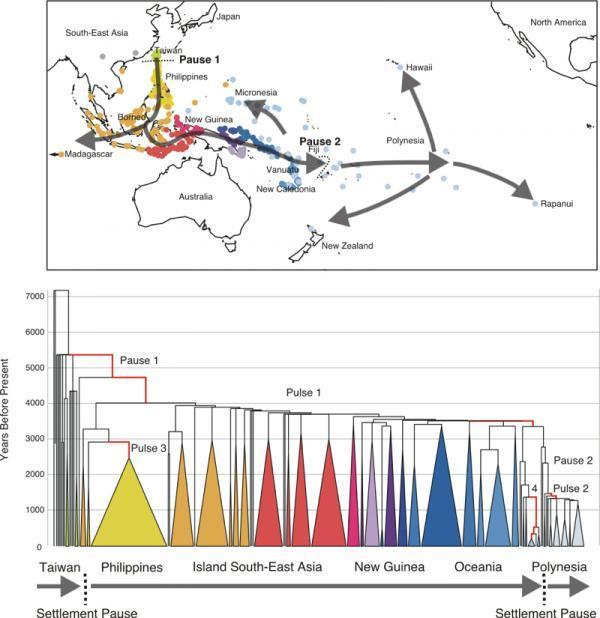 Japan
North America
South-East Asia
Taiwan
Pause 1
Philippines
Hawaii
Micronesia
Borneo
New Guinea
Pause 2
Polynesia
Fiji
Madagascar
Vanuatu
Australia
New Caledonia
Rapanui
New Zealand
Years Before Present
7000
6000
5000
4000
3000
2000
1000
0
Pause 1
Pulse 1
Pulse 3
Pause 2
4
Pulse 2
Taiwan Philippines Island South-East Asia New Guinea Oceania Polynesia
Settlement Pause Settlement Pause